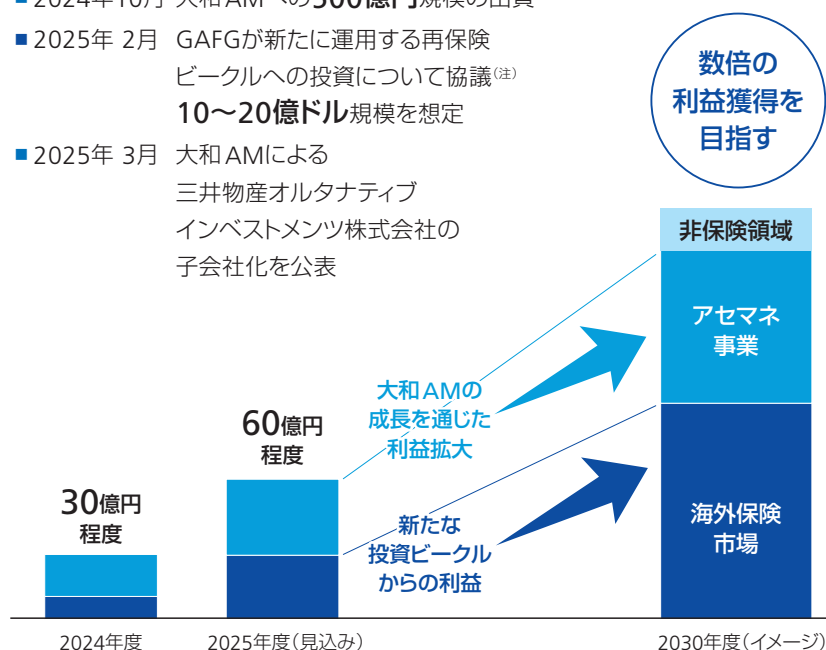 ■2025年 2月 GAFGが新たに運用する再保険
ビークルへの投資について協議(注)
10～20億ドル規模を想定
■2025年 3月 大和AMによる
三井物産オルタナティブ
インベストメンツ株式会社の
子会社化を公表
数倍の
利益獲得を
目指す
非保険領域
アセマネ
事業
海外保険
市場
大和AMの
成長を通じた
利益拡大
新たな
投資ビークル
からの利益
60億円
程度
30億円
程度
2024年度
2025年度(見込み)
2030年度(イメージ)